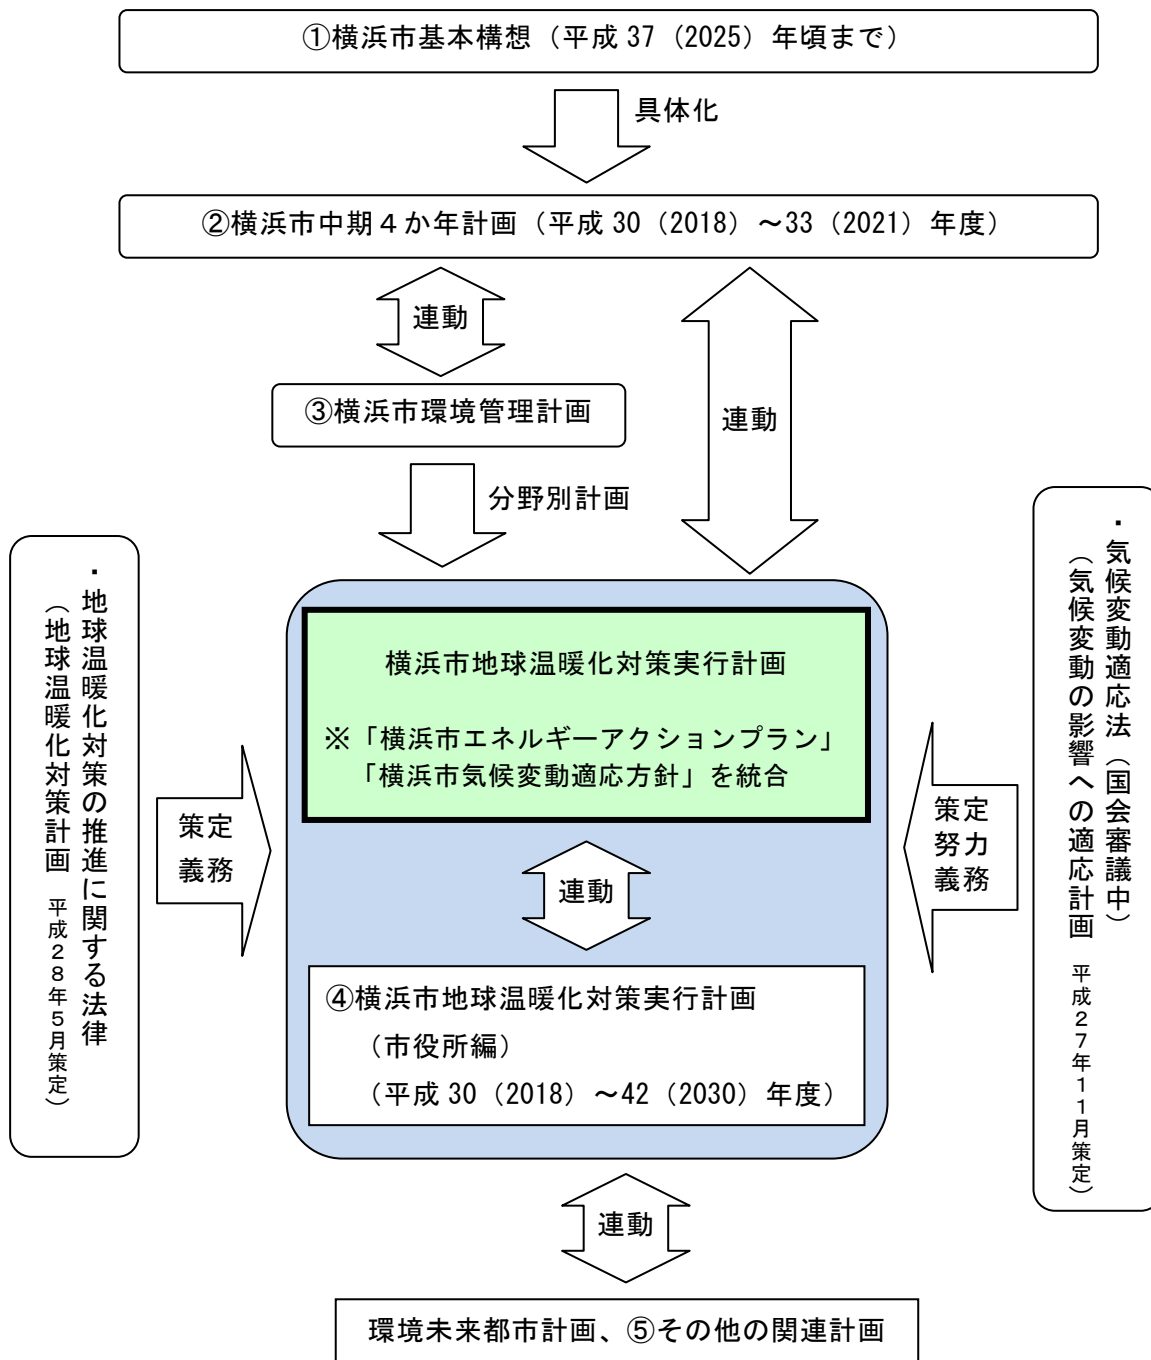 ①横浜市基本構想（平成 37（2025）年頃まで）
具体化
②横浜市中期４か年計画（平成 30（2018）～33（2021）年度）
連動
連動
③横浜市環境管理計画
分野別計画
・地球温暖化対策の推進に関する法律
（地球温暖化対策計画 平成２８年５月策定）
策定
義務
横浜市地球温暖化対策実行計画
※「横浜市エネルギーアクションプラン」
「横浜市気候変動適応方針」を統合
・気候変動適応法（国会審議中）
（気候変動の影響への適応計画 平成２７年１１月策定）
策定
努力
義務
連動
④横浜市地球温暖化対策実行計画
（市役所編）
（平成 30（2018）～42（2030）年度）
連動
環境未来都市計画、⑤その他の関連計画